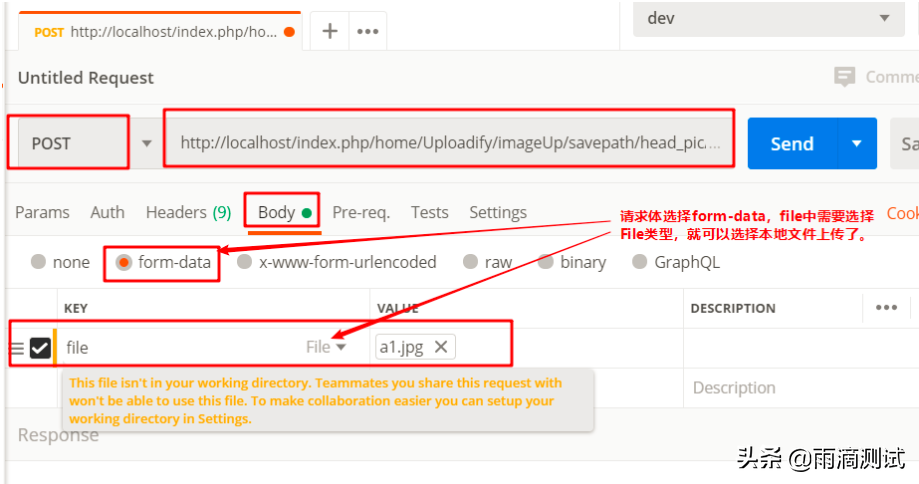 POST http://localhost/index.php/ho...
dev
Untitled Request
Comme
POST
http://localhost/index.php/home/Uploadify/imageUp/savepath/head_pic....
Send
Sa
Params Auth Headers (9) Body Pre-req. Tests Settings
Cook
请求体选择form-data，file中需要选择
File类型，就可以选择本地文件上传了。
none form-data x-www-form-urlencoded raw binary GraphQL
KEY VALUE DESCRIPTION
file File a1.jpg
This file isn't in your working directory. Teammates you share this request with
won't be able to use this file. To make collaboration easier you can setup your
working directory in Settings.
Description
Response
头条 @雨滴测试